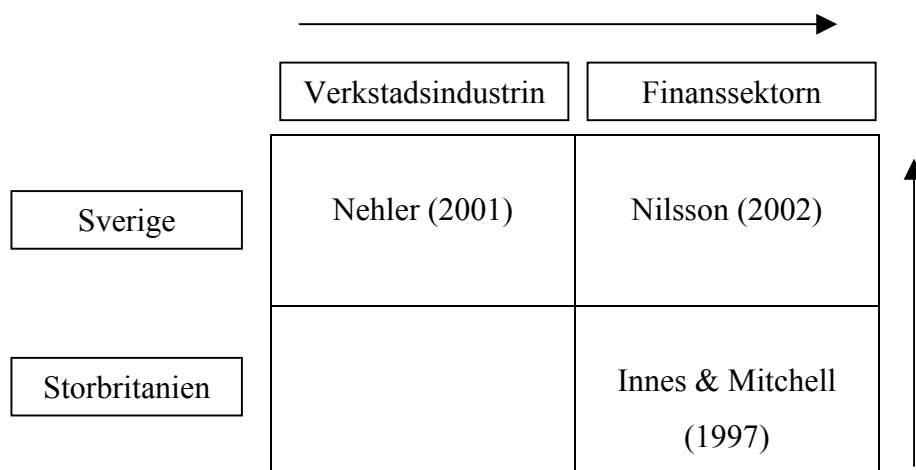 Verkstadsindustrin
Finanssektorn
Sverige
Nehler (2001)
Nilsson (2002)
Storbritanien
Innes & Mitchell
(1997)